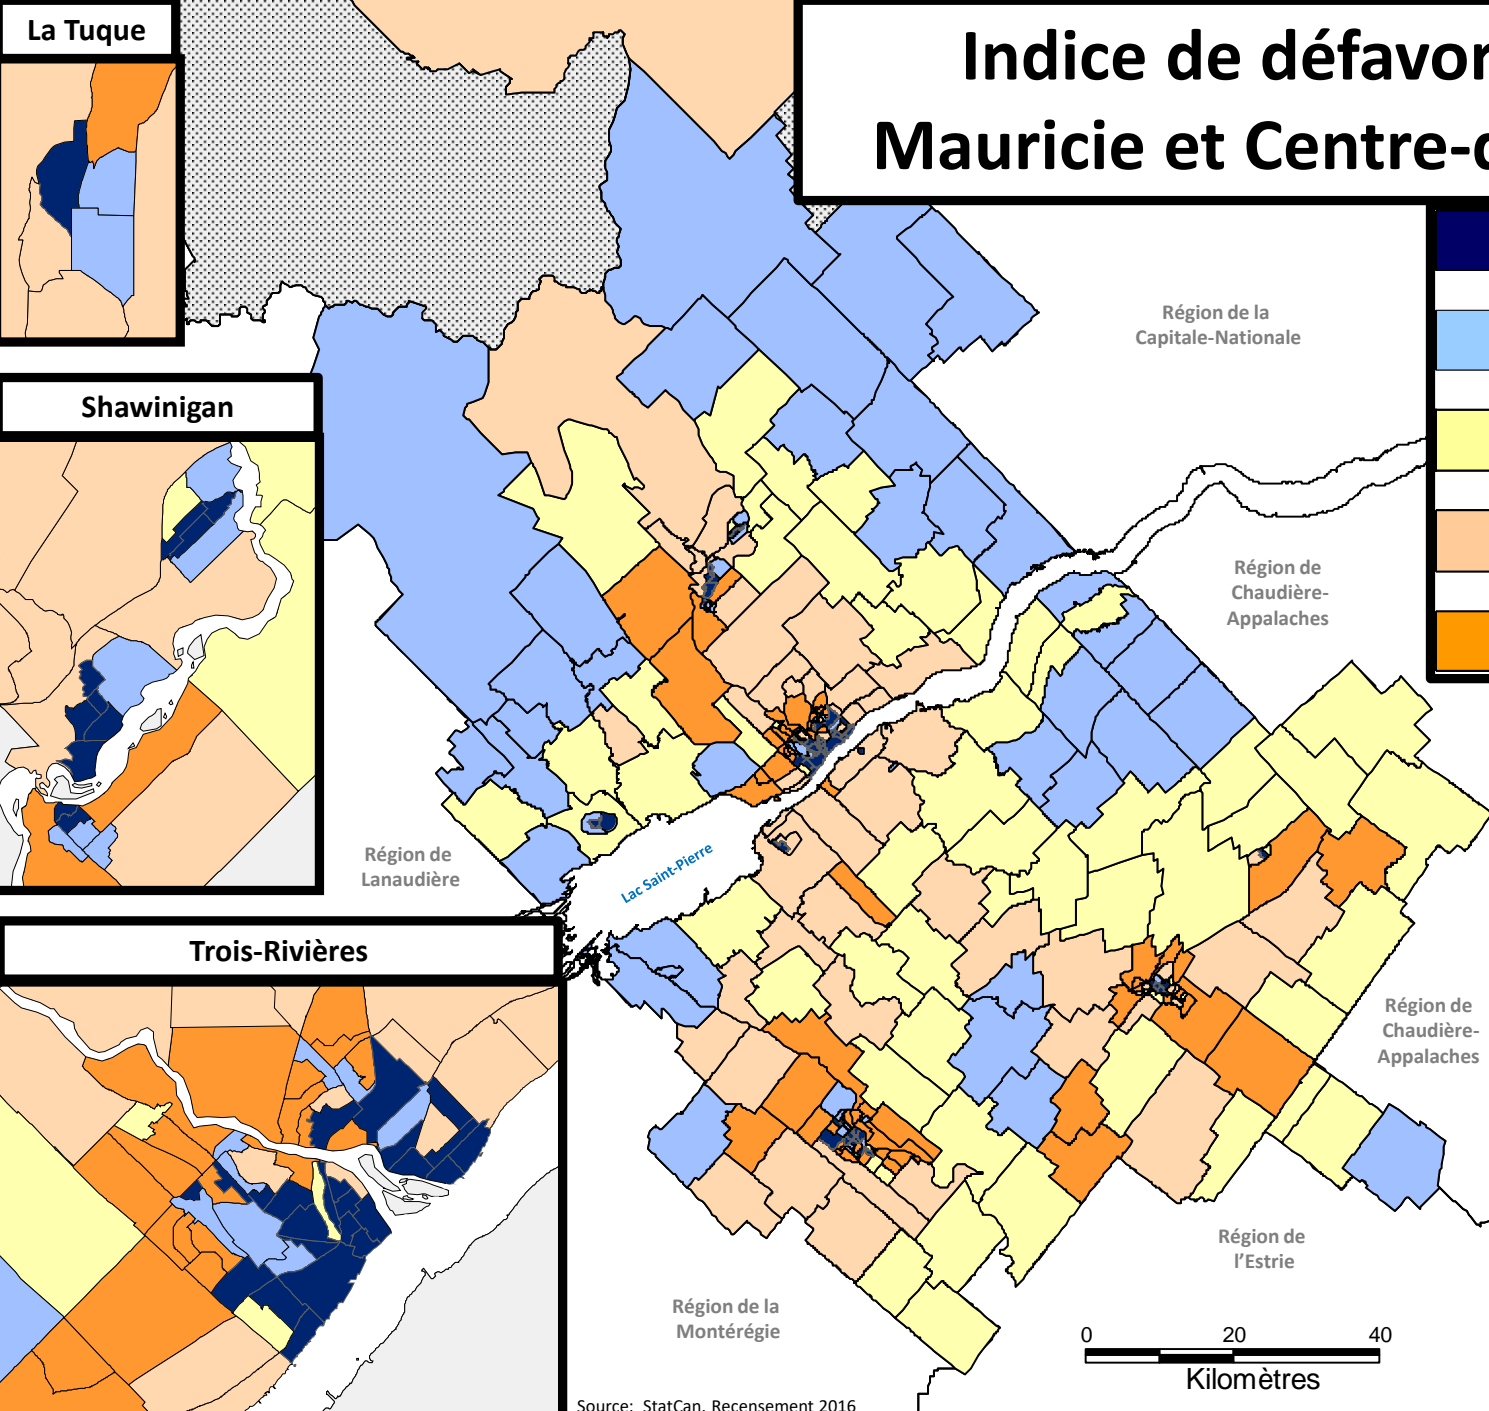 La Tuque
Indice de défavor
Mauricie et Centre-
Shawinigan
Région de la
Capitale-Nationale
Région de
Chaudière-
Appalaches
Région de
Lanaudière
Lac Saint-Pierre
Trois-Rivières
Région de
Chaudière-
Appalaches
Région de
l'Estrie
Région de la
Montérégie
0 20 40
Kilomètres
Source: StatCan, Recensement 2016